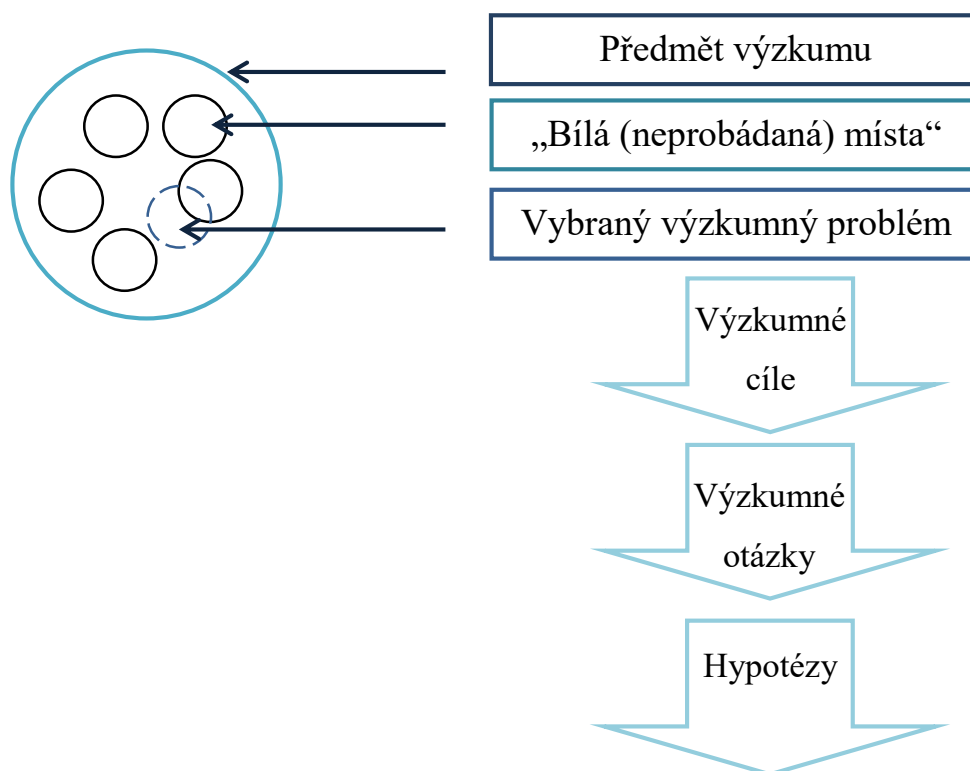 Předmět výzkumu
„Bílá (neprobádaná) místa“
Vybraný výzkumný problém
Výzkumné
cíle
Výzkumné
otázky
Hypotézy